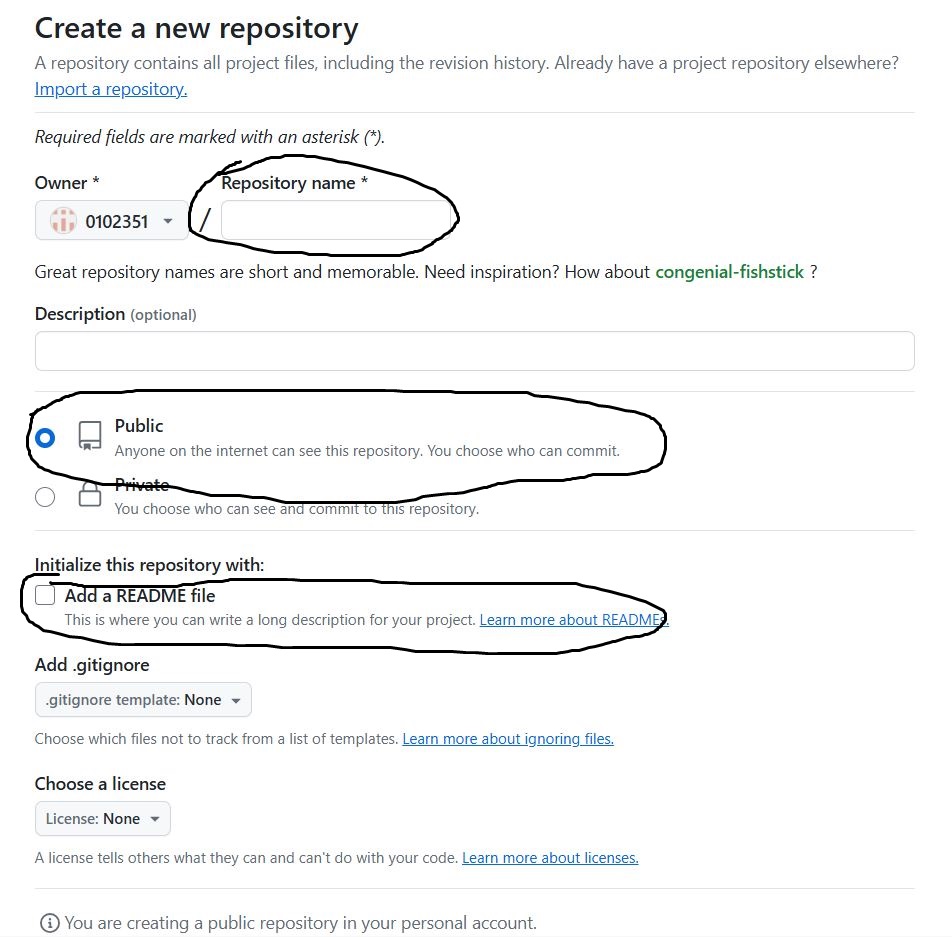 Create a new repository
A repository contains all project files, including the revision history. Already have a project repository elsewhere?
Import a repository.
Required fields are marked with an asterisk (*).
Owner * Repository name *
0102351 /
Great repository names are short and memorable. Need inspiration? How about congenial-fishstick ?
Description (optional)
Public
Anyone on the internet can see this repository. You choose who can commit.
Private
You choose who can see and commit to this repository.
Initialize this repository with:
Add a README file
This is where you can write a long description for your project. Learn more about READMEs.
Add .gitignore
.gitignore template: None
Choose which files not to track from a list of templates. Learn more about ignoring files.
Choose a license
License: None
A license tells others what they can and can't do with your code. Learn more about licenses.
You are creating a public repository in your personal account.